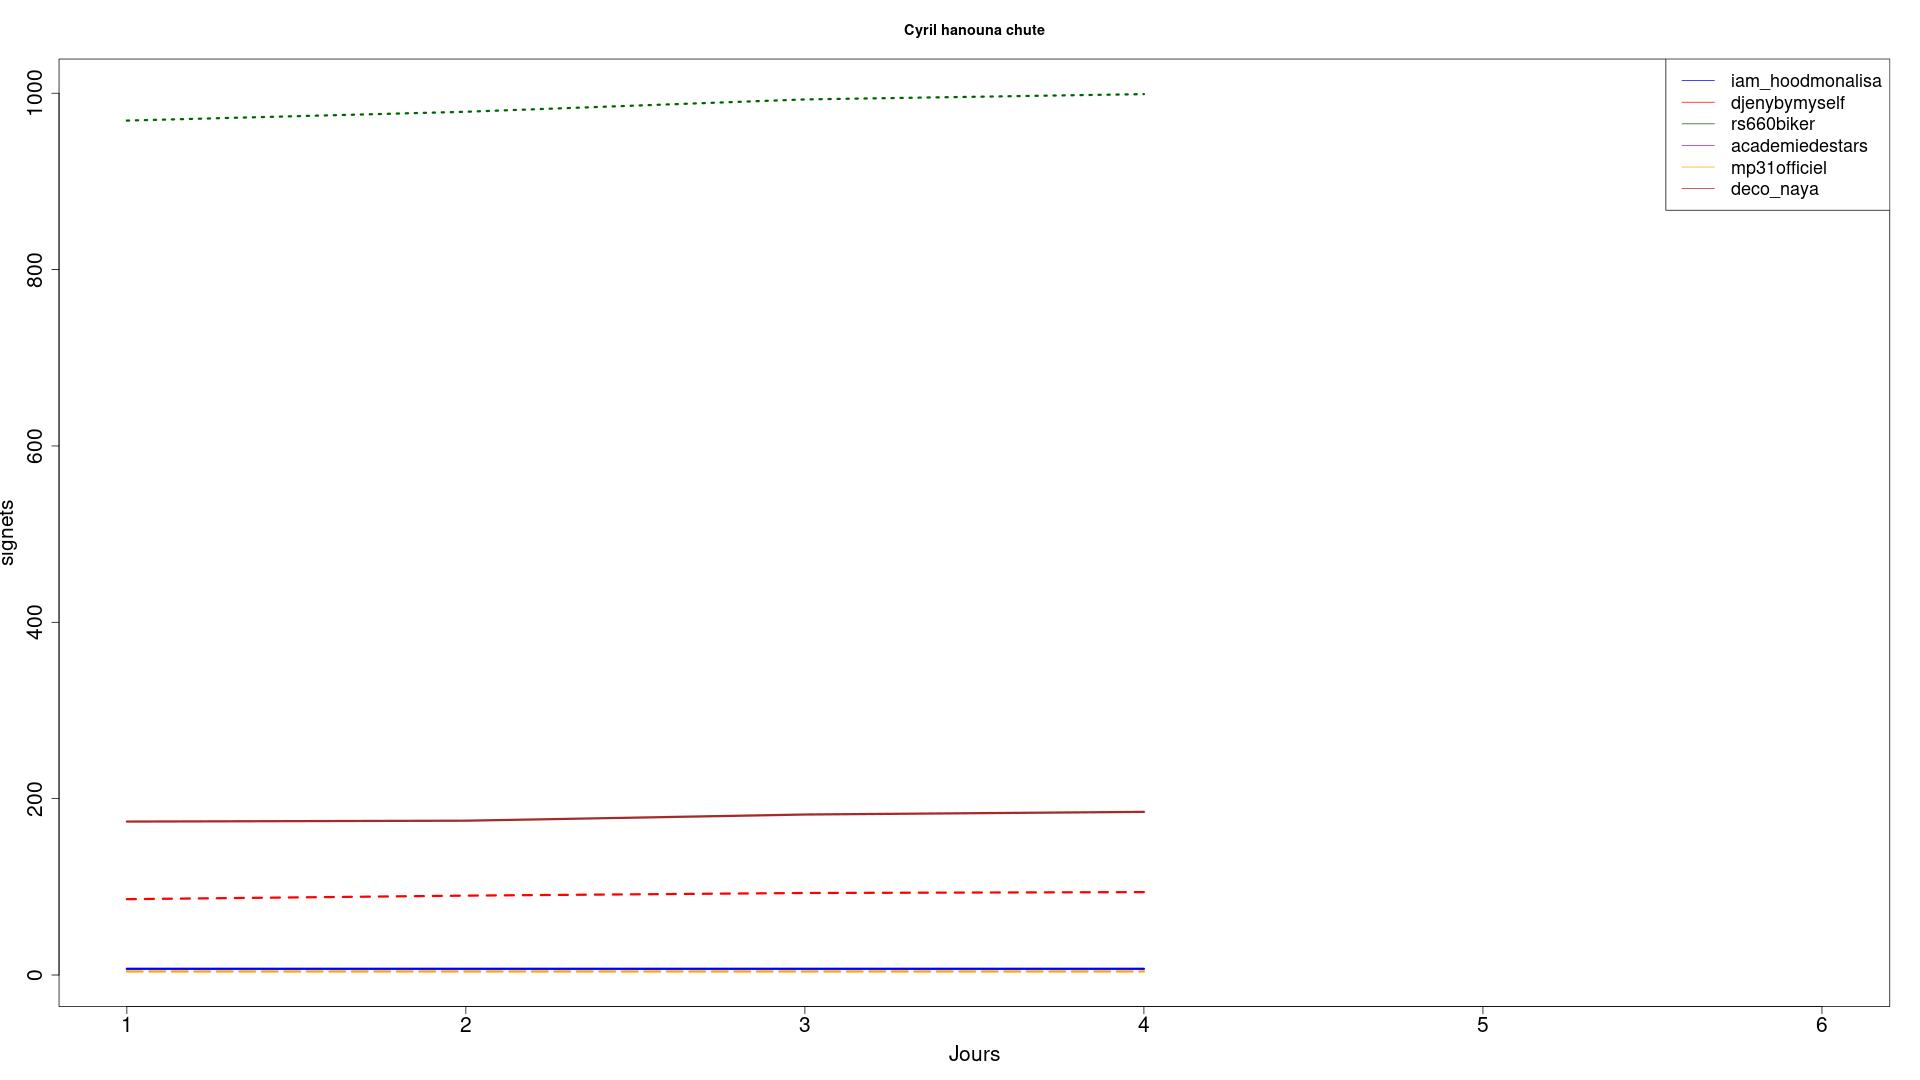 Cyril hanouna chute
1000
800
600
400
200
0
signets
1 2 3 4 5 6
Jours
iam_hoodmonalisa
djenybymyself
rs660biker
academiedestars
mp31officiel
deco_naya